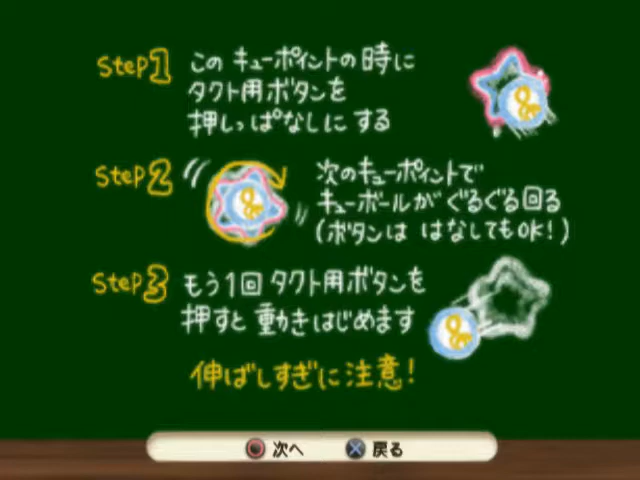 Step1 この キューポイントの時に
タクト用ボタンを
押しっぱなしに する
Step2 次のキューポイントで
キューボールが ぐるぐる回る
(ボタンは はなしてもOK!)
Step3 もう1回 タクト用ボタンを
押すと 動きはじめます
伸ばしすぎに注意!
次へ 戻る